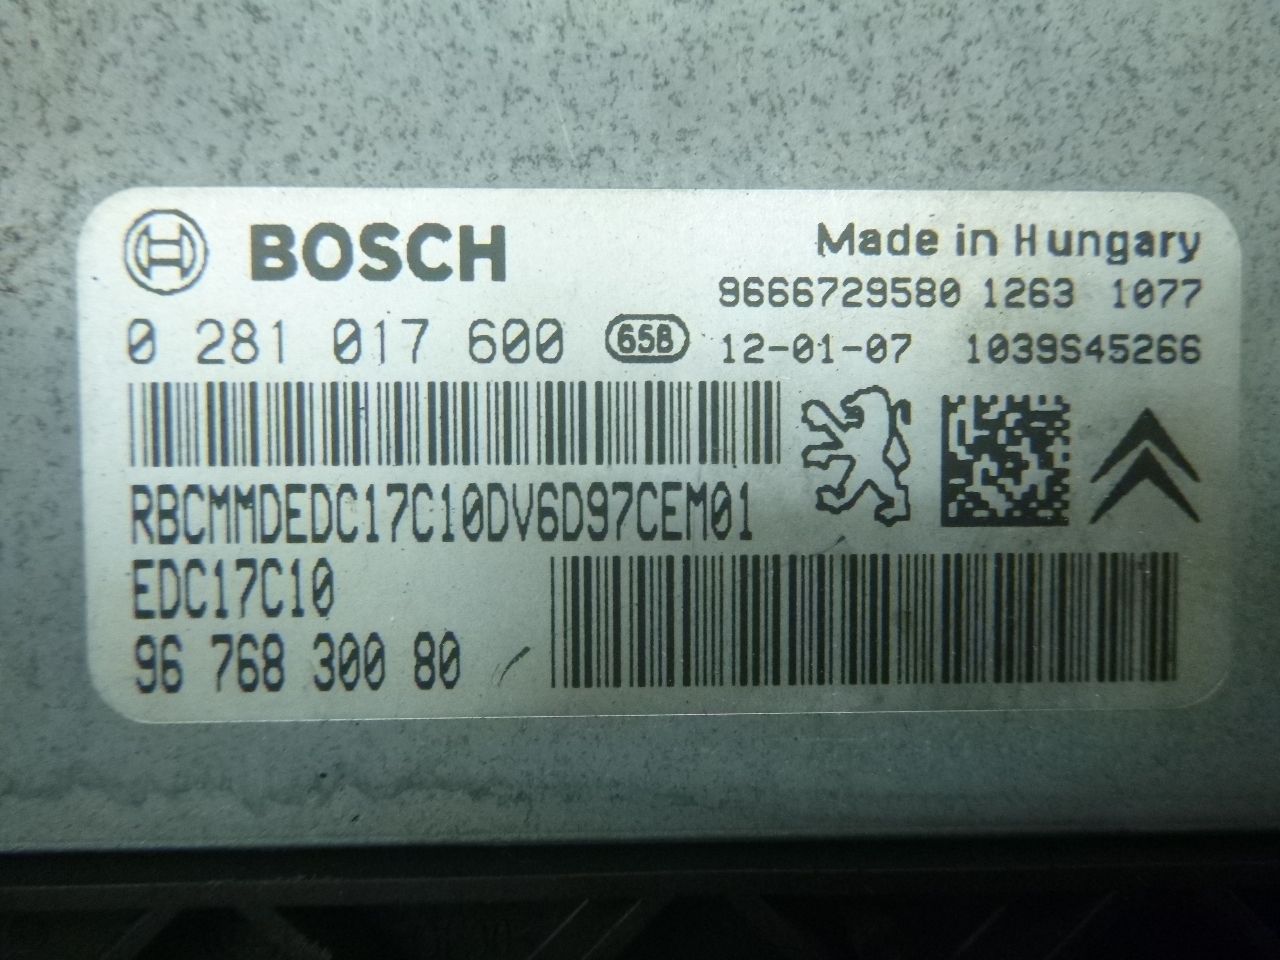 BOSCH
Made in Hungary
9666729580 1263 1077
0 281 017 600 65B 12-01-07 1039S45266
RBCMMDEDC17C10DV6D97CEM01
EDC17C10
96 768 300 80